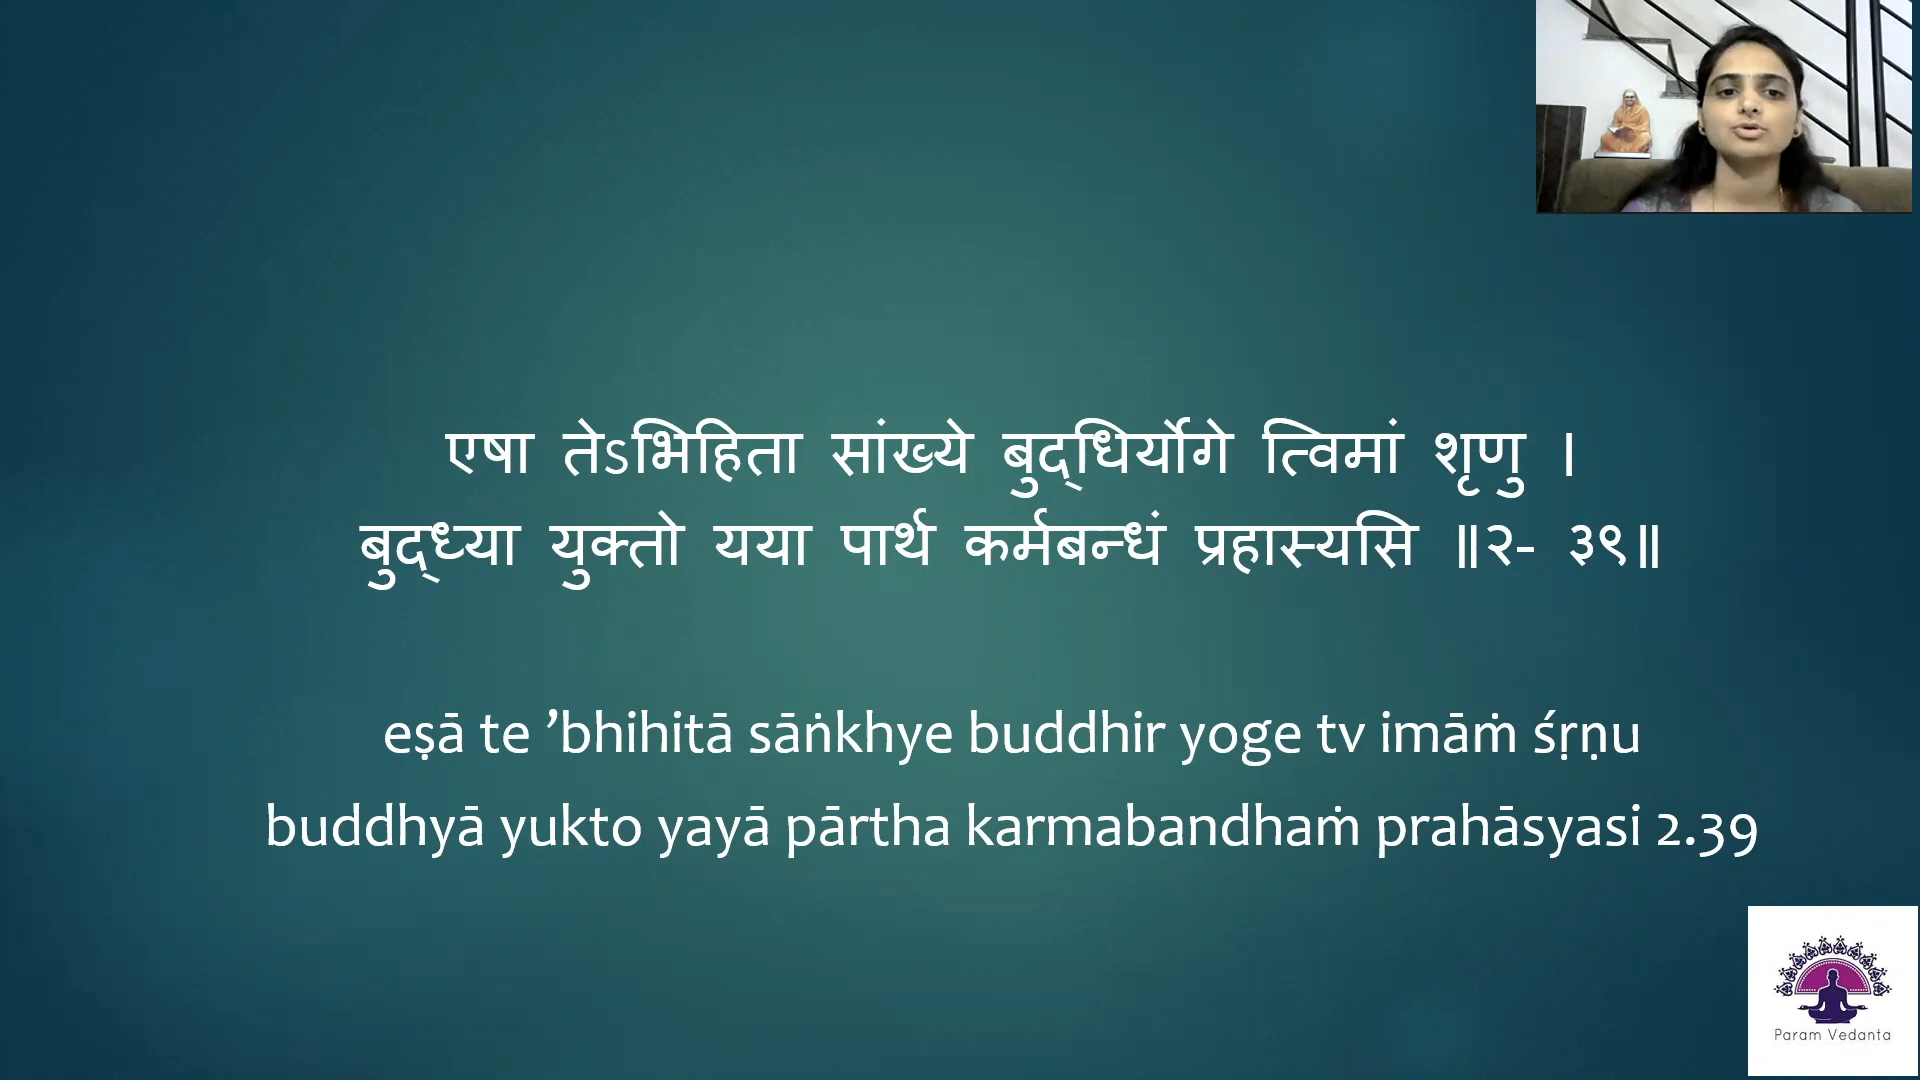 एषा तेऽभिहिता सांख्ये बुद्धिर्योगे त्विमां शृणु ।
बुद्ध्या युक्तो यया पार्थ कर्मबन्धं प्रहास्यसि ॥२- ३९॥
eṣā te ’bhihitā sāṅkhye buddhir yoge tv imāṁ śṛṇu
buddhyā yukto yayā pārtha karmabandhaṁ prahāsyasi 2.39
Param Vedanta